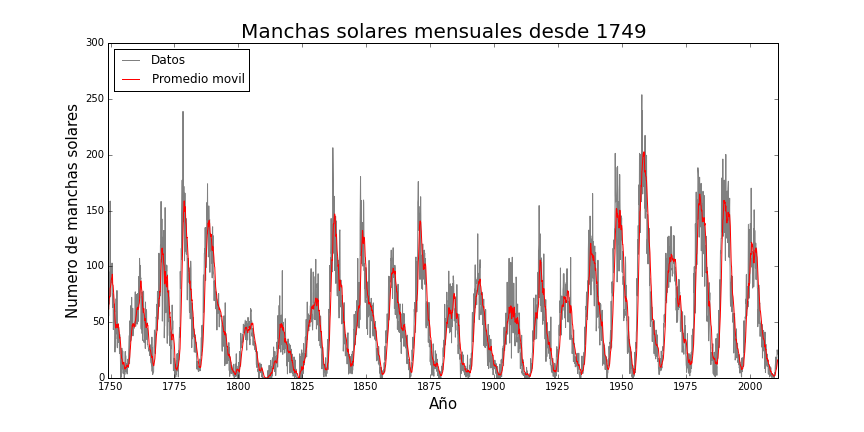 Manchas solares mensuales desde 1749
300
250
200
150
100
50
0
Numero de manchas solares
Datos
Promedio movil
1750 1775 1800 1825 1850 1875 1900 1925 1950 1975 2000
Año